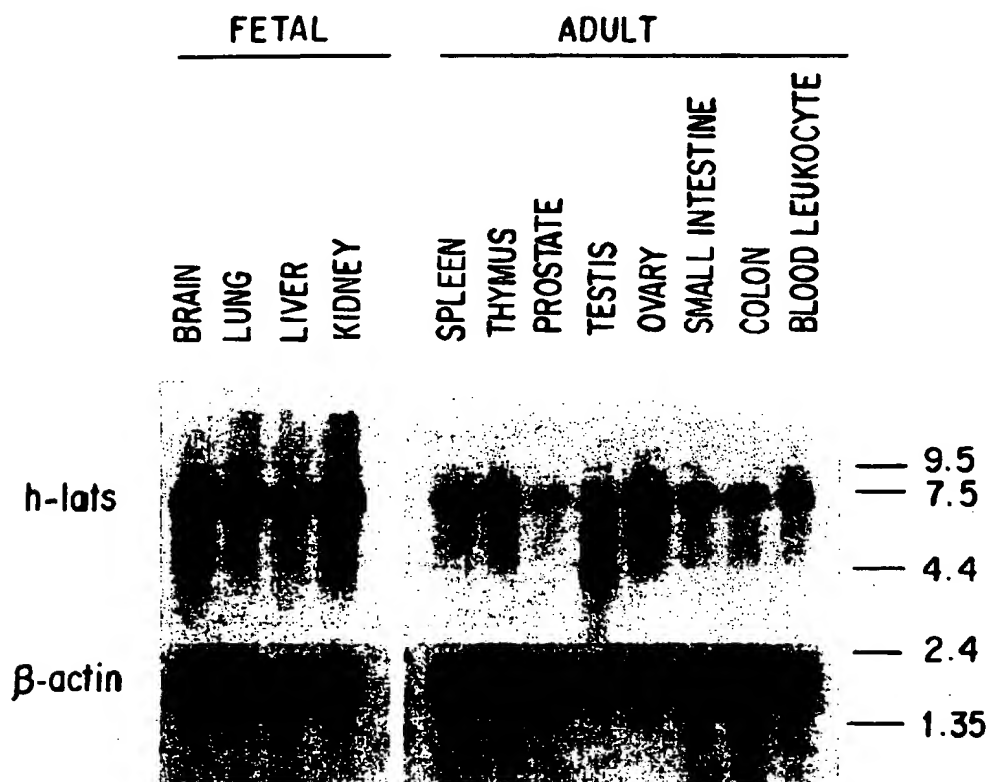 FETAL ADULT
BRAIN
LUNG
LIVER
KIDNEY
SPLEEN
THYMUS
PROSTATE
TESTIS
OVARY
SMALL INTESTINE
COLON
BLOOD LEUKOCYTE
h-lats
9.5
7.5
4.4
β-actin
2.4
1.35